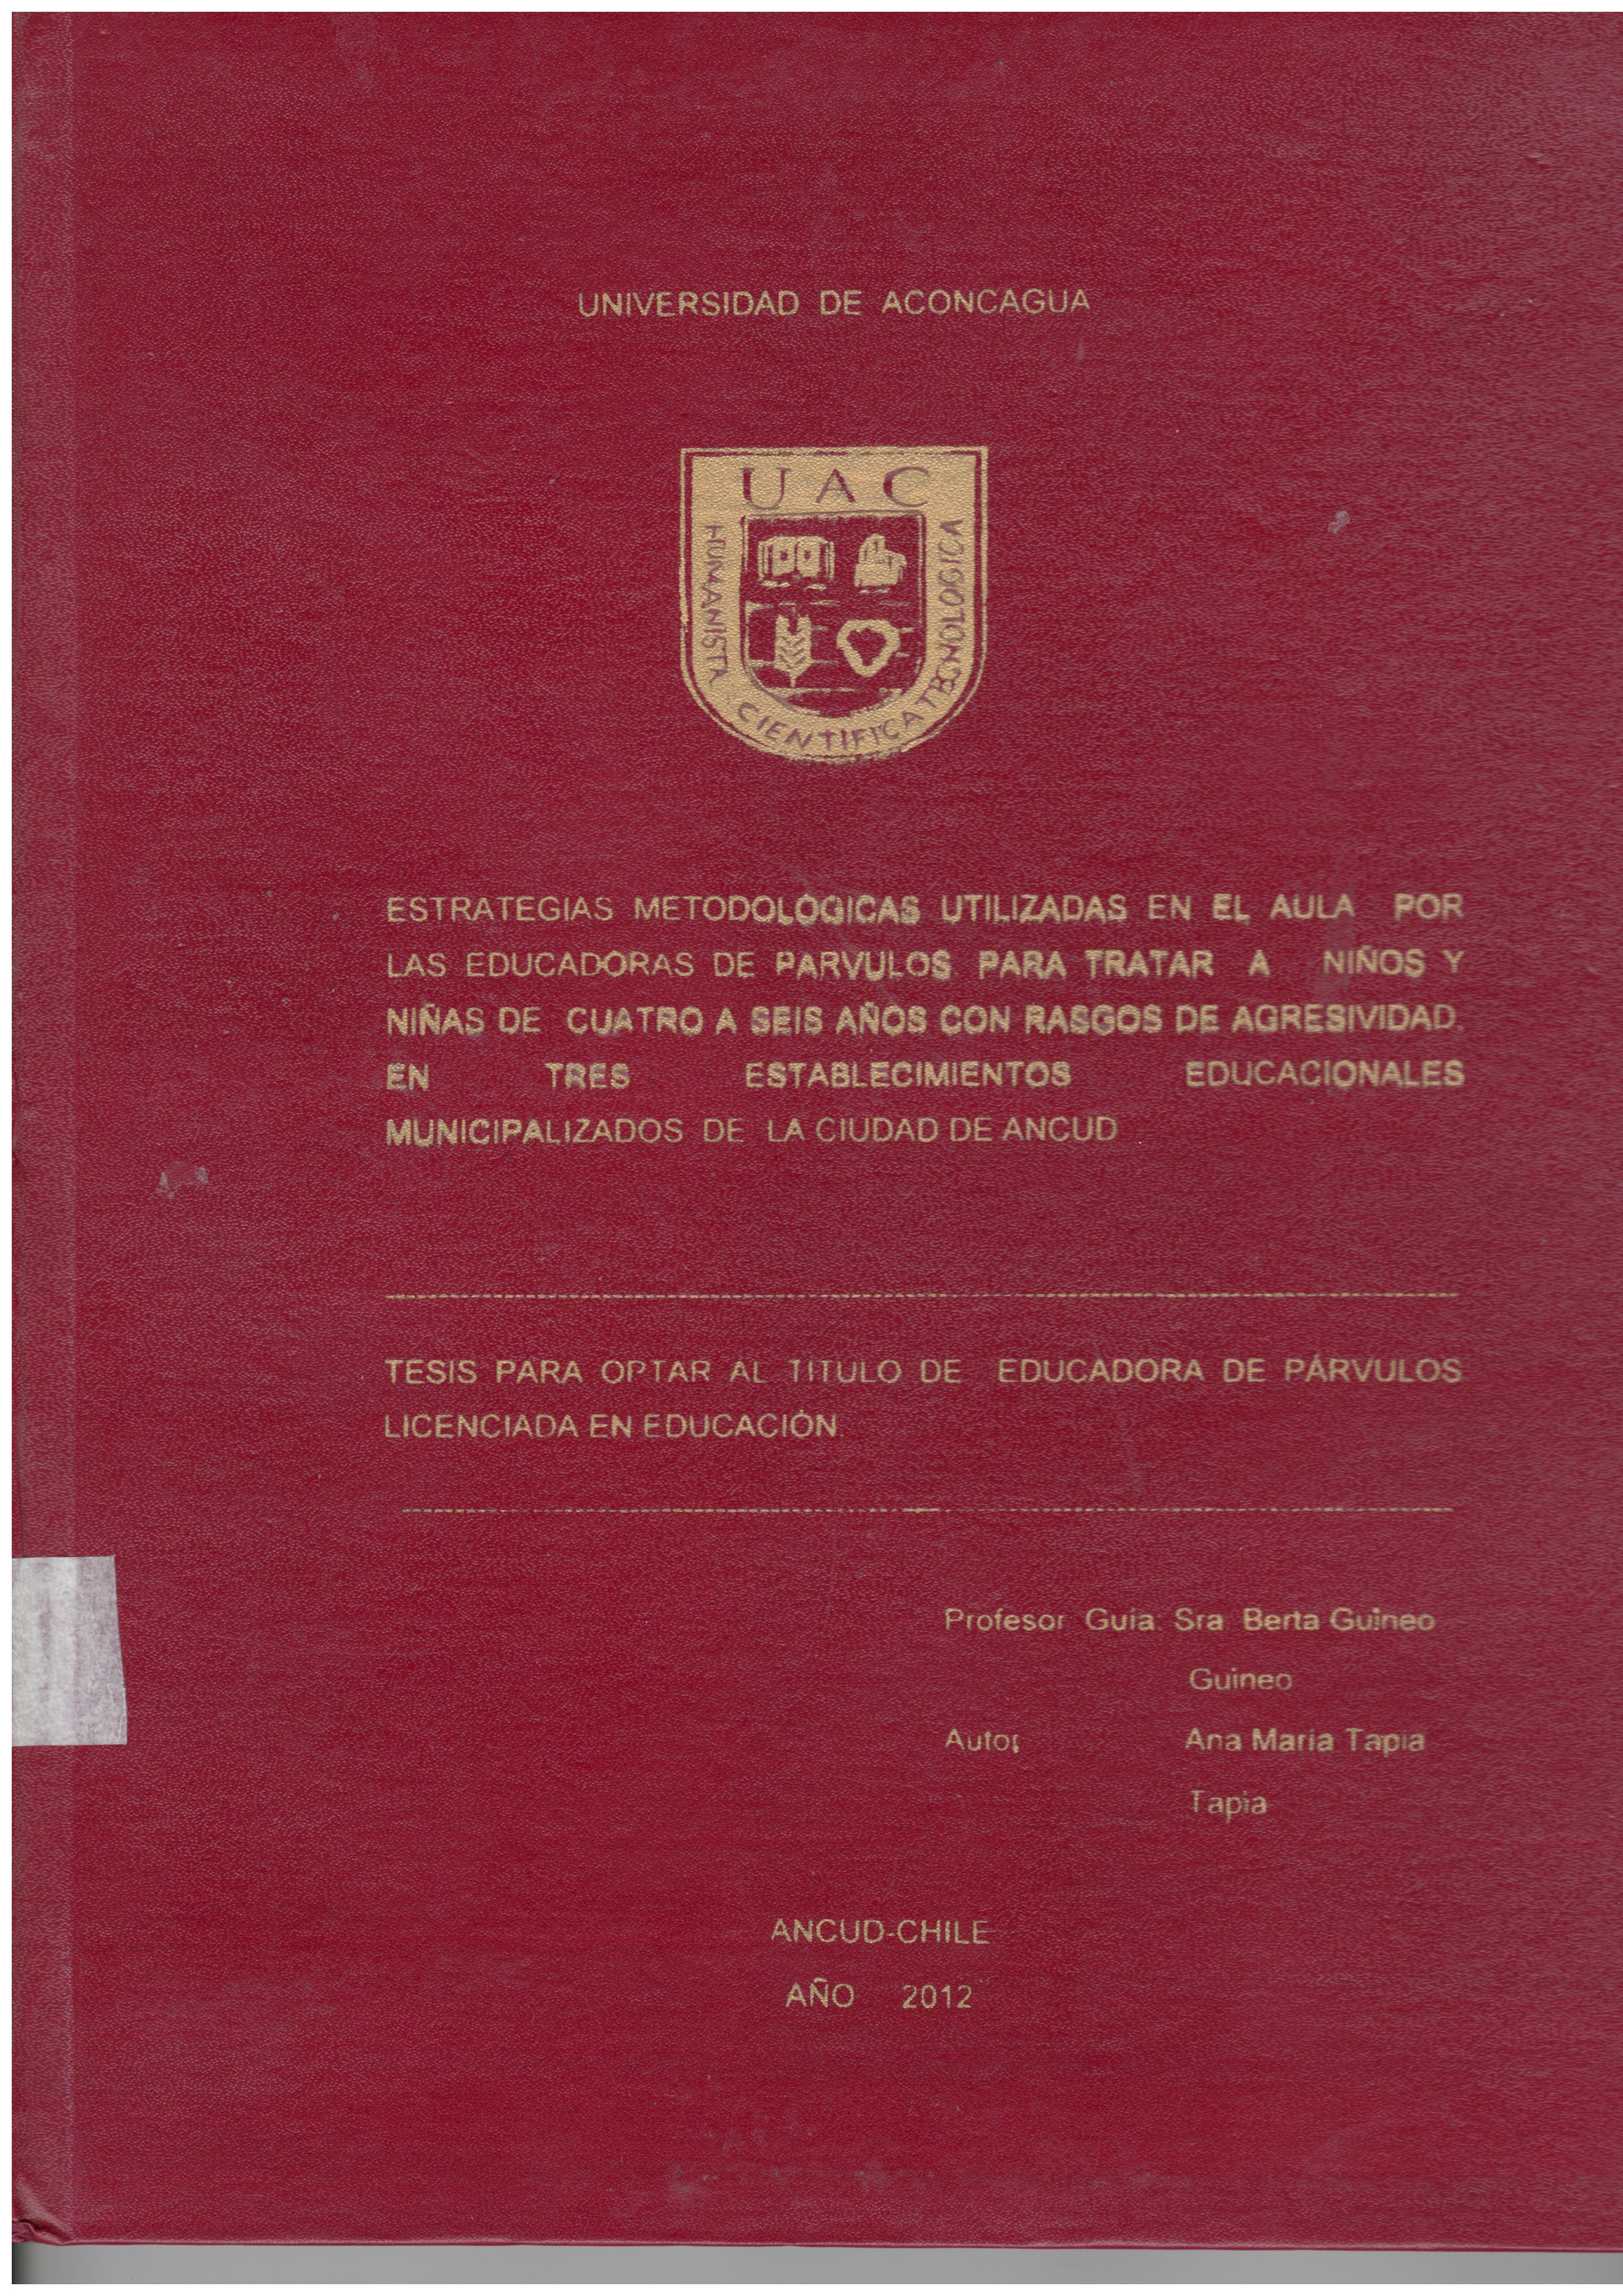 UNIVERSIDAD DE ACONCAGUA
UAC
HUMANISTA CIENTIFICA TECNOLOGICA
ESTRATEGIAS METODOLÓGICAS UTILIZADAS EN EL AULA POR
LAS EDUCADORAS DE PARVULOS PARA TRATAR A NIÑOS Y
NIÑAS DE CUATRO A SEIS AÑOS CON RASGOS DE AGRESIVIDAD,
EN TRES ESTABLECIMIENTOS EDUCACIONALES
MUNICIPALIZADOS DE LA CIUDAD DE ANCUD
TESIS PARA OPTAR AL TITULO DE EDUCADORA DE PÁRVULOS
LICENCIADA EN EDUCACIÓN.
Profesor Guía: Sra Berta Guineo
Guineo
Autor Ana María Tapia
Tapia
ANCUD-CHILE
AÑO 2012